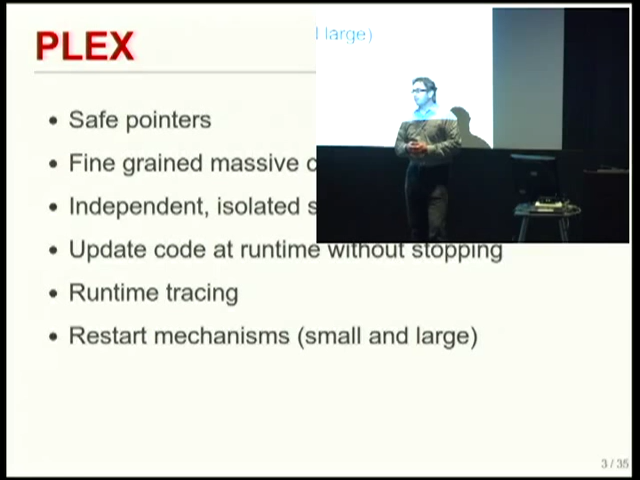 PLEX
large)
• Safe pointers
• Fine grained massive
• Independent, isolated
• Update code at runtime without stopping
• Runtime tracing
• Restart mechanisms (small and large)
3 / 35